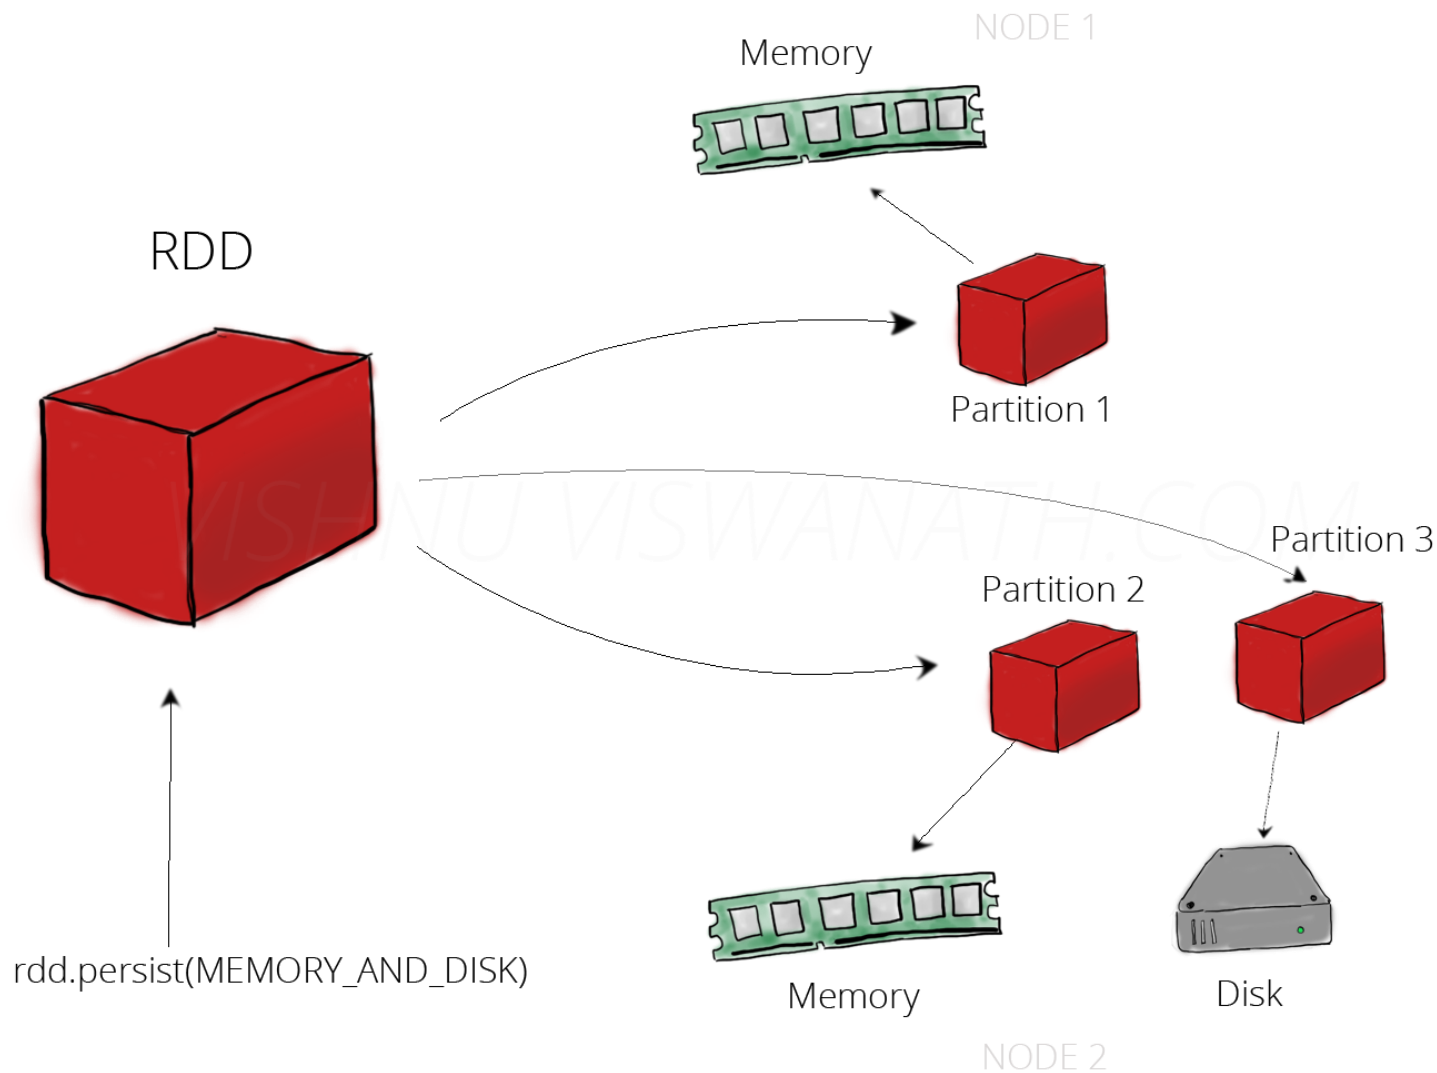 NODE 1
Memory
RDD
Partition 1
VISHNU VISWANATH.COM
Partition 3
Partition 2
rdd.persist(MEMORY_AND_DISK)
Memory
Disk
NODE 2